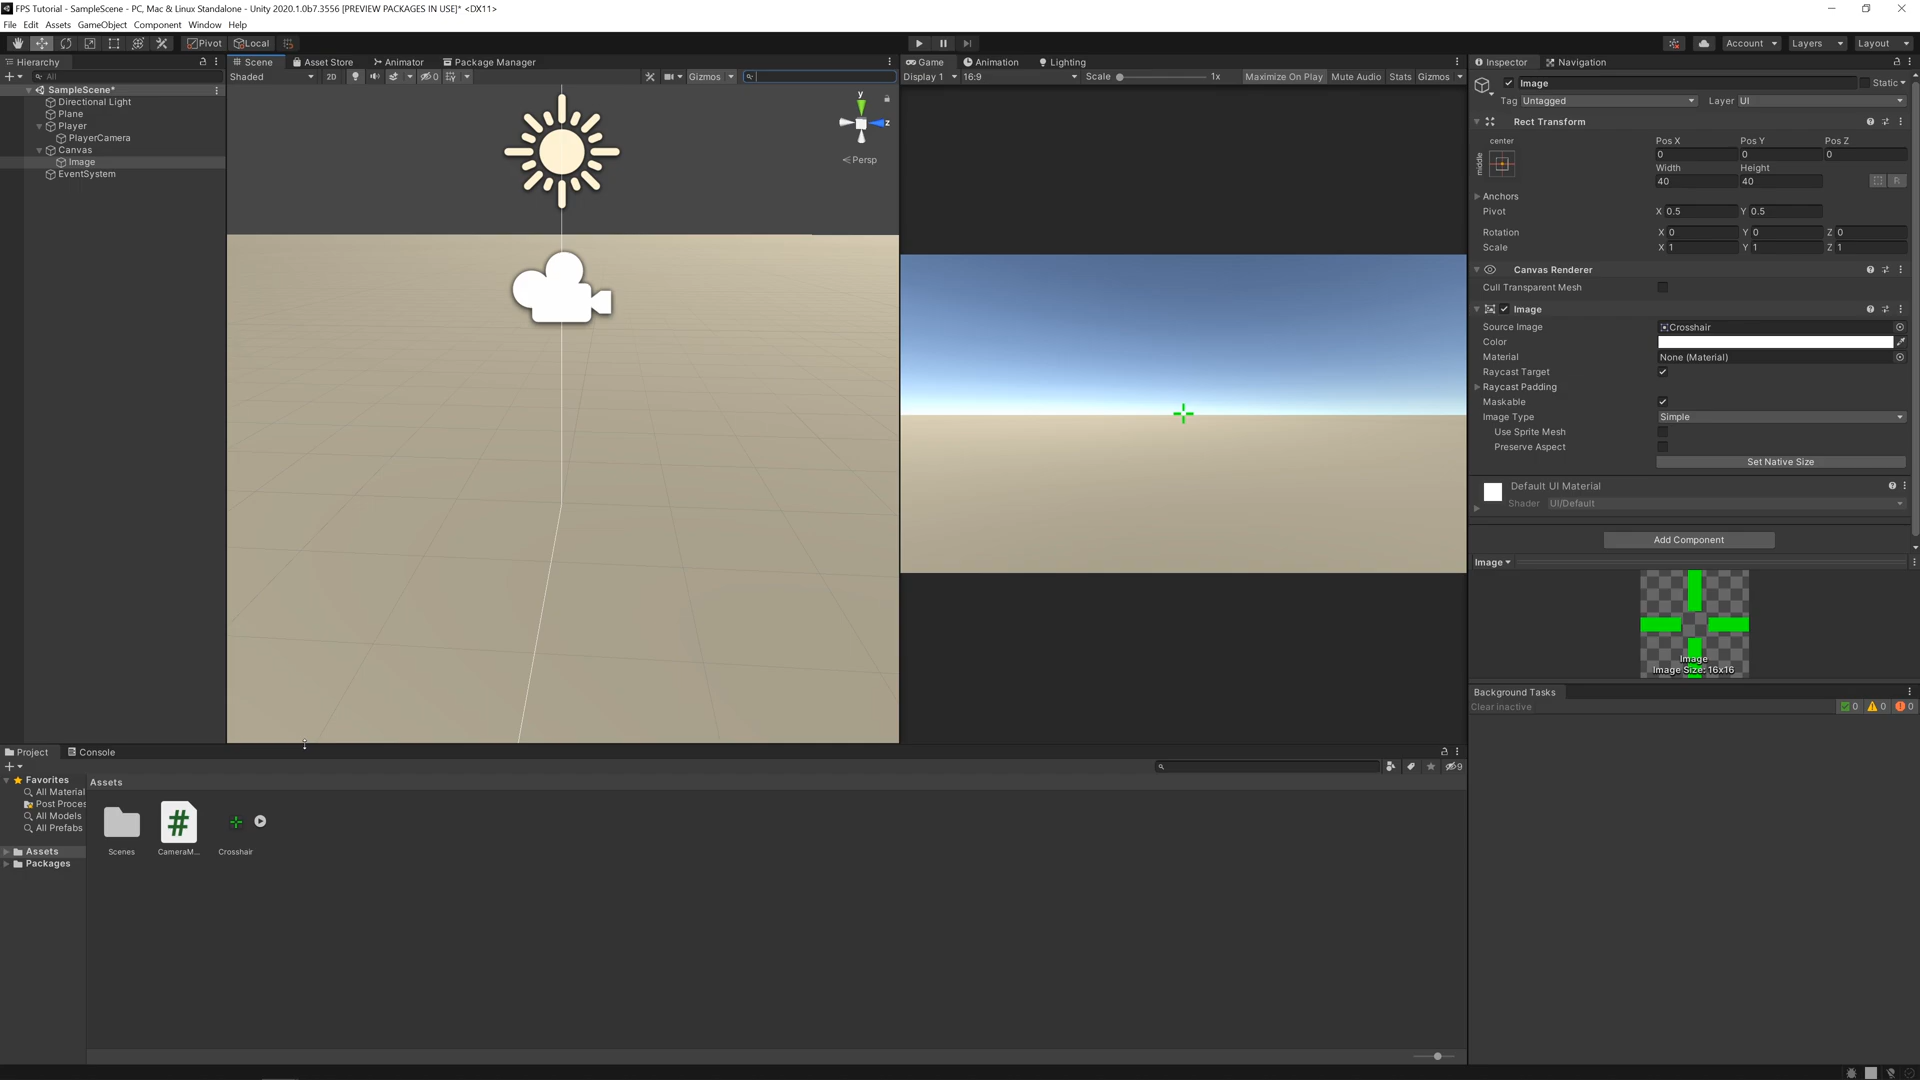 FPS Tutorial - SampleScene - PC, Mac & Linux Standalone - Unity 2020.1.0b7.3556 [PREVIEW PACKAGES IN USE]* <DX11>
File Edit Assets GameObject Component Window Help
Pivot Local Account Layers Layout
Hierarchy
All
SampleScene*
Directional Light
Plane
Player
PlayerCamera
Canvas
Image
EventSystem
Scene Asset Store Animator Package Manager
Shaded 2D 0 Gizmos
y
z
Persp
Game Animation Lighting
Display 1 16:9 Scale 1x Maximize On Play Mute Audio Stats Gizmos
Inspector Navigation
Image Static
Tag Untagged Layer UI
Rect Transform
center
middle
Pos X Pos Y Pos Z
0 0 0
Width Height
40 40
R
Anchors
Pivot X 0.5 Y 0.5
Rotation X 0 Y 0 Z 0
Scale X 1 Y 1 Z 1
Canvas Renderer
Cull Transparent Mesh
Image
Source Image Crosshair
Color
Material None (Material)
Raycast Target
Raycast Padding
Maskable
Image Type Simple
Use Sprite Mesh
Preserve Aspect
Set Native Size
Default UI Material
Shader UI/Default
Add Component
Image
Image
Image Size: 16x16
Background Tasks
Clear inactive 0 0 0
Project Console
9
Favorites
All Material
Post Proces
All Models
All Prefabs
Assets
Packages
Assets
Scenes
CameraM...
Crosshair